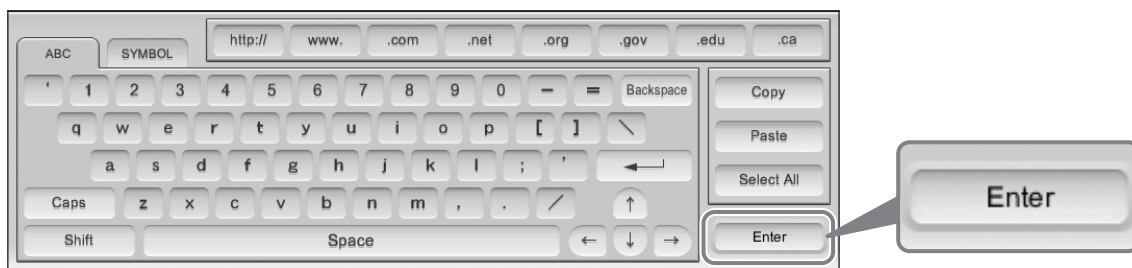 http:// www. .com .net .org .gov .edu .ca
ABC SYMBOL
‘ 1 2 3 4 5 6 7 8 9 0 － ＝ Backspace Copy
q w e r t y u i o p [ ] \ Paste
a s d f g h j k l ; ’ ↵ Select All
Caps z x c v b n m , . / ↑
Shift Space ← ↓ → Enter
Enter